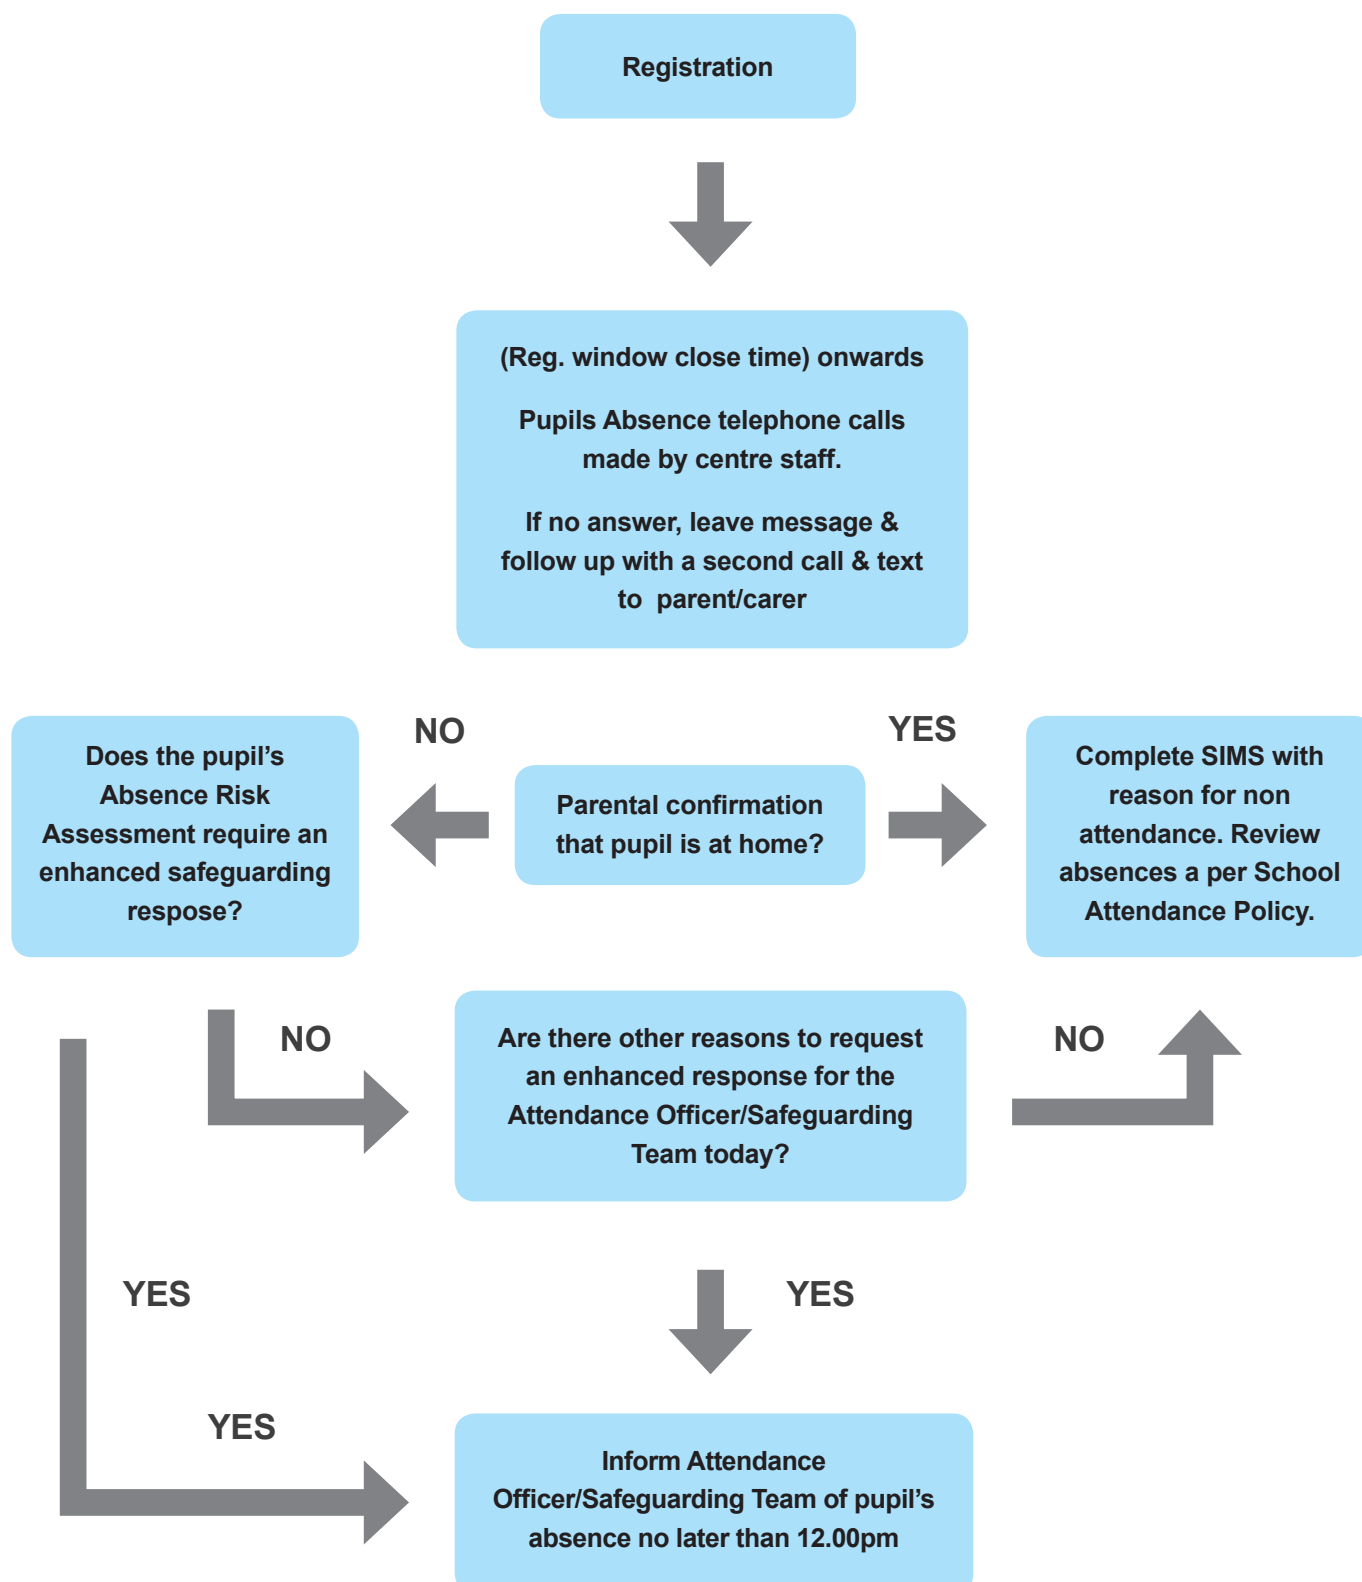 Registration
(Reg. window close time) onwards
Pupils Absence telephone calls
made by centre staff.
If no answer, leave message &
follow up with a second call & text
to  parent/carer
NO
YES
Does the pupil’s
Absence Risk
Assessment require an
enhanced safeguarding
respose?
Parental confirmation
that pupil is at home?
Complete SIMS with
reason for non
attendance. Review
absences a per School
Attendance Policy.
NO
Are there other reasons to request
an enhanced response for the
Attendance Officer/Safeguarding
Team today?
NO
YES
YES
YES
Inform Attendance
Officer/Safeguarding Team of pupil’s
absence no later than 12.00pm